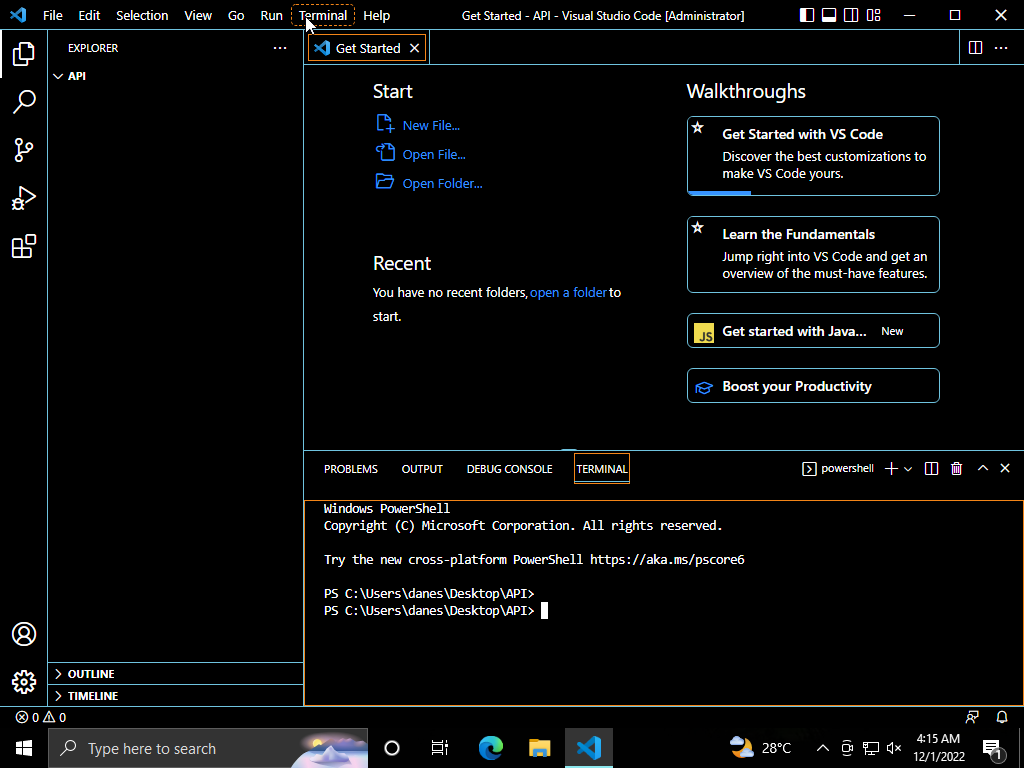 File Edit Selection View Go Run Terminal Help Get Started - API - Visual Studio Code [Administrator]
EXPLORER
API
Get Started
Start
New File...
Open File...
Open Folder...
Recent
You have no recent folders, open a folder to
start.
Walkthroughs
Get Started with VS Code
Discover the best customizations to
make VS Code yours.
Learn the Fundamentals
Jump right into VS Code and get an
overview of the must-have features.
JS Get started with Java... New
Boost your Productivity
PROBLEMS OUTPUT DEBUG CONSOLE TERMINAL powershell
Windows PowerShell
Copyright (C) Microsoft Corporation. All rights reserved.
Try the new cross-platform PowerShell https://aka.ms/pscore6
PS C:\Users\danes\Desktop\API>
PS C:\Users\danes\Desktop\API>
OUTLINE
TIMELINE
0 0
Type here to search
28°C
4:15 AM
12/1/2022
1